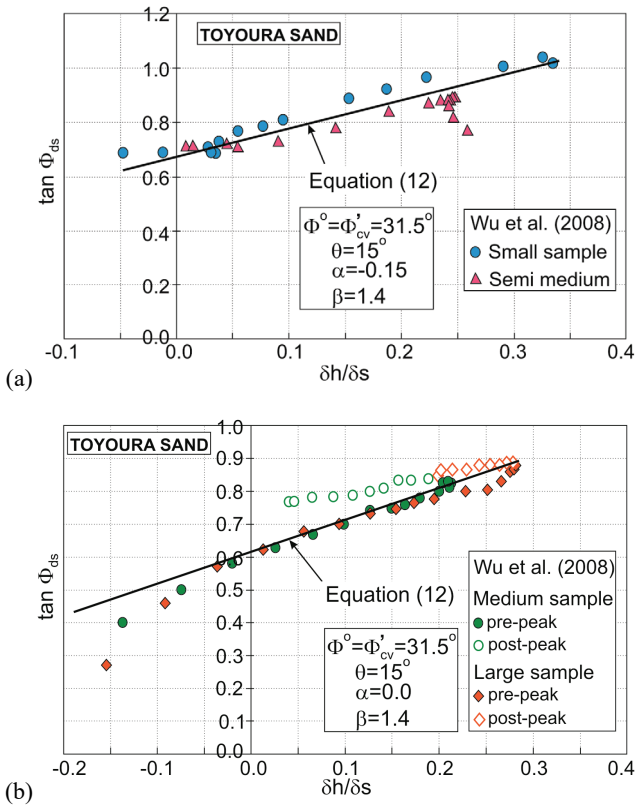 1.2
TOYOURA SAND
1.0
0.8
0.6
0.4
0.2
0.0
tan Φds
Equation (12)
Φ°=Φ'cv=31.5°
θ=15°
α=-0.15
β=1.4
Wu et al. (2008)
Small sample
Semi medium
-0.1 0.0 0.1 0.2 0.3 0.4
δh/δs
(a)
1.0
TOYOURA SAND
0.9
0.8
0.7
0.6
0.5
0.4
0.3
0.2
0.1
0.0
tan Φds
Equation (12)
Φ°=Φ'cv=31.5°
θ=15°
α=0.0
β=1.4
Wu et al. (2008)
Medium sample
pre-peak
post-peak
Large sample
pre-peak
post-peak
-0.2 -0.1 0.0 0.1 0.2 0.3 0.4
δh/δs
(b)